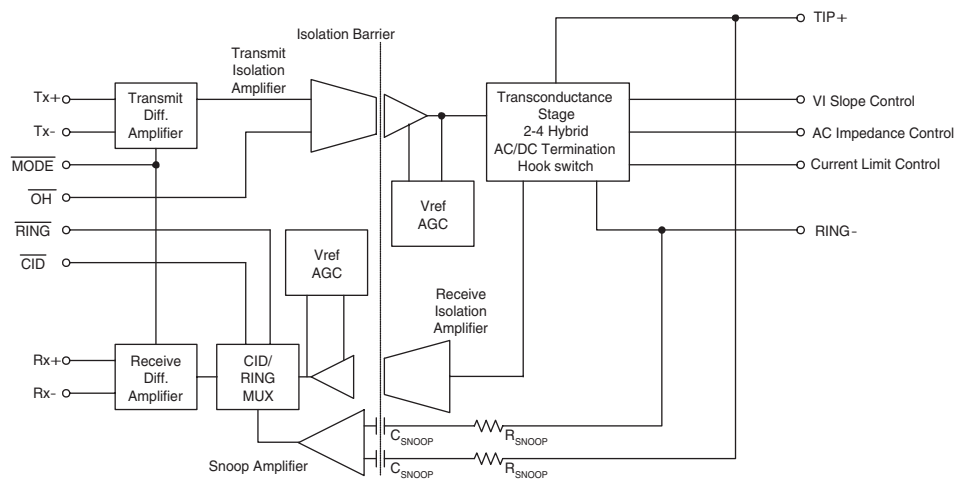 TIP+
Isolation Barrier
Transmit
Isolation
Amplifier
Tx+
Tx-
Transmit
Diff.
Amplifier
MODE
OH
RING
CID
Transconductance
Stage
2-4 Hybrid
AC/DC Termination
Hook switch
VI Slope Control
AC Impedance Control
Current Limit Control
Vref
AGC
RING-
Vref
AGC
Receive
Isolation
Amplifier
Rx+
Rx-
Receive
Diff.
Amplifier
CID/
RING
MUX
CSNOOP
RSNOOP
Snoop Amplifier
CSNOOP
RSNOOP